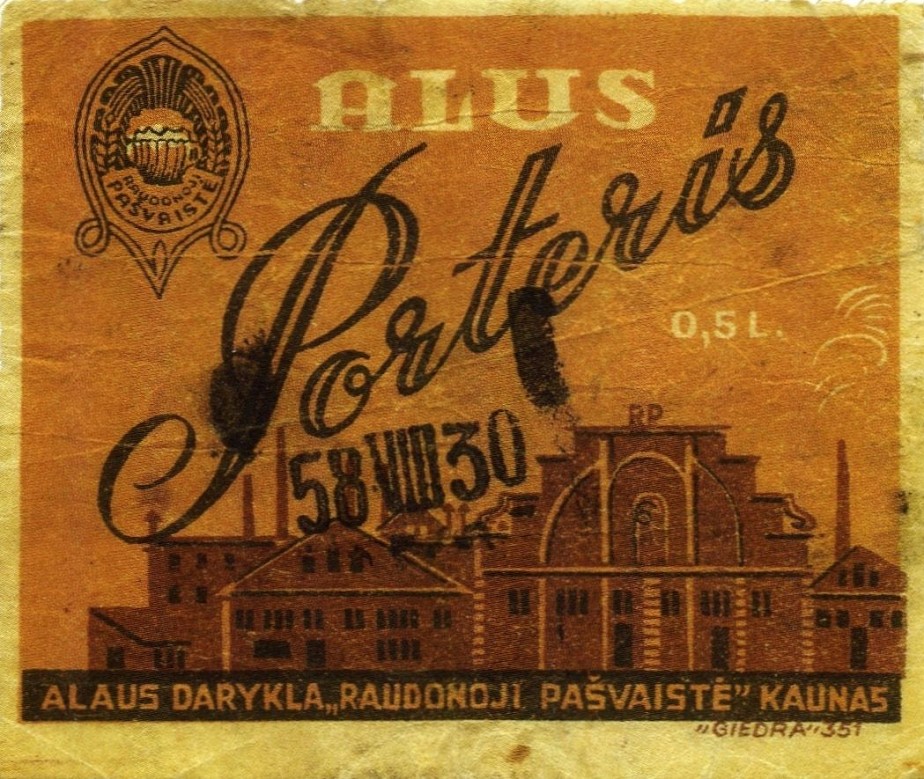 ALUS
RAUDONOJI
PAŠVAISTĖ
Porteris
0,5 L.
58 VIII 30
RP
ALAUS DARYKLA „RAUDONOJI PAŠVAISTĖ" KAUNAS
„GIEDRA" 351